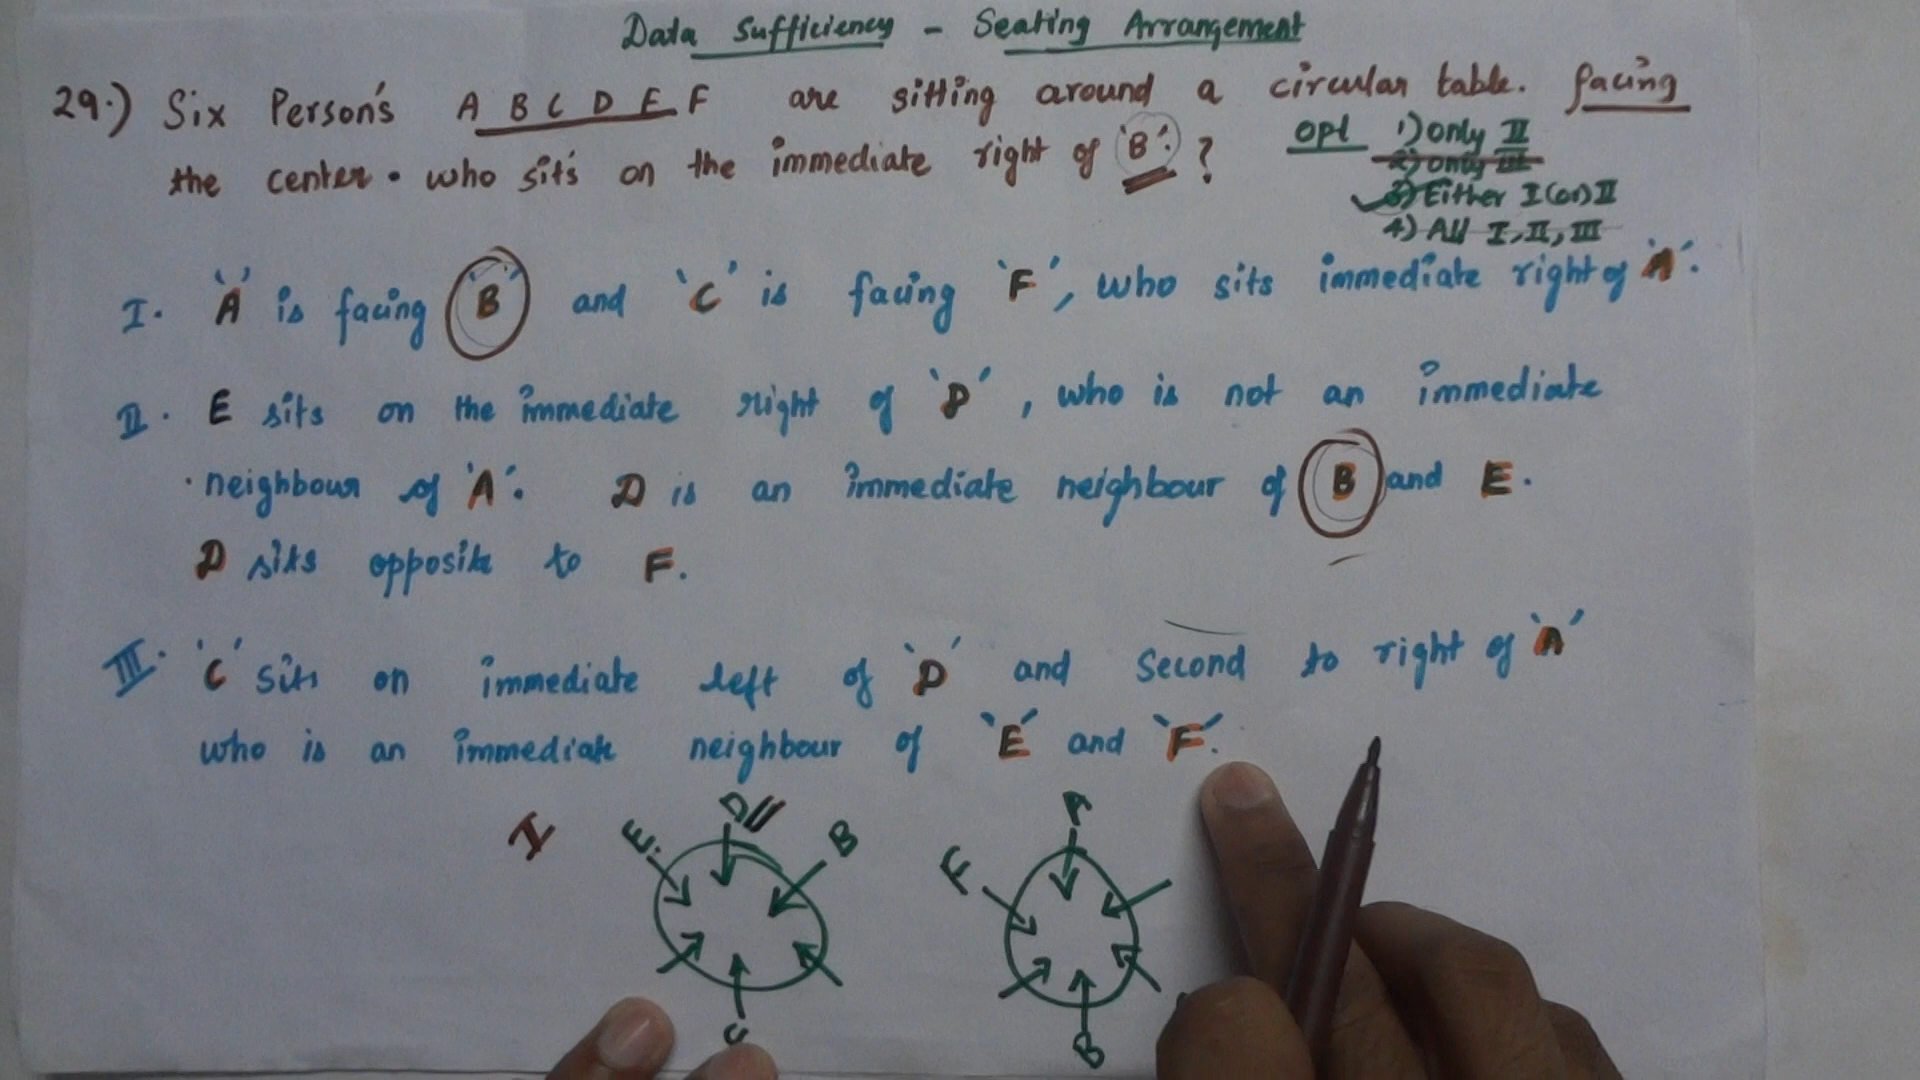 Data Sufficiency - Seating Arrangement
29.) Six Person's A B C D E F are sitting around a circular table. facing
the center. who sits on the immediate right of 'B'.?
opt 1) only II
2) only III
3) Either I (or) II
4) All I, II, III
I. 'A' is facing 'B' and 'C' is facing 'F', who sits immediate right of 'A'.
II. E sits on the immediate right of 'D', who is not an immediate
neighbour of 'A'. D is an immediate neighbour of B and E.
D sits opposite to F.
III. 'C' sits on immediate left of 'D' and Second to right of 'A'
who is an immediate neighbour of 'E' and 'F'.
I E. D B A F
C B